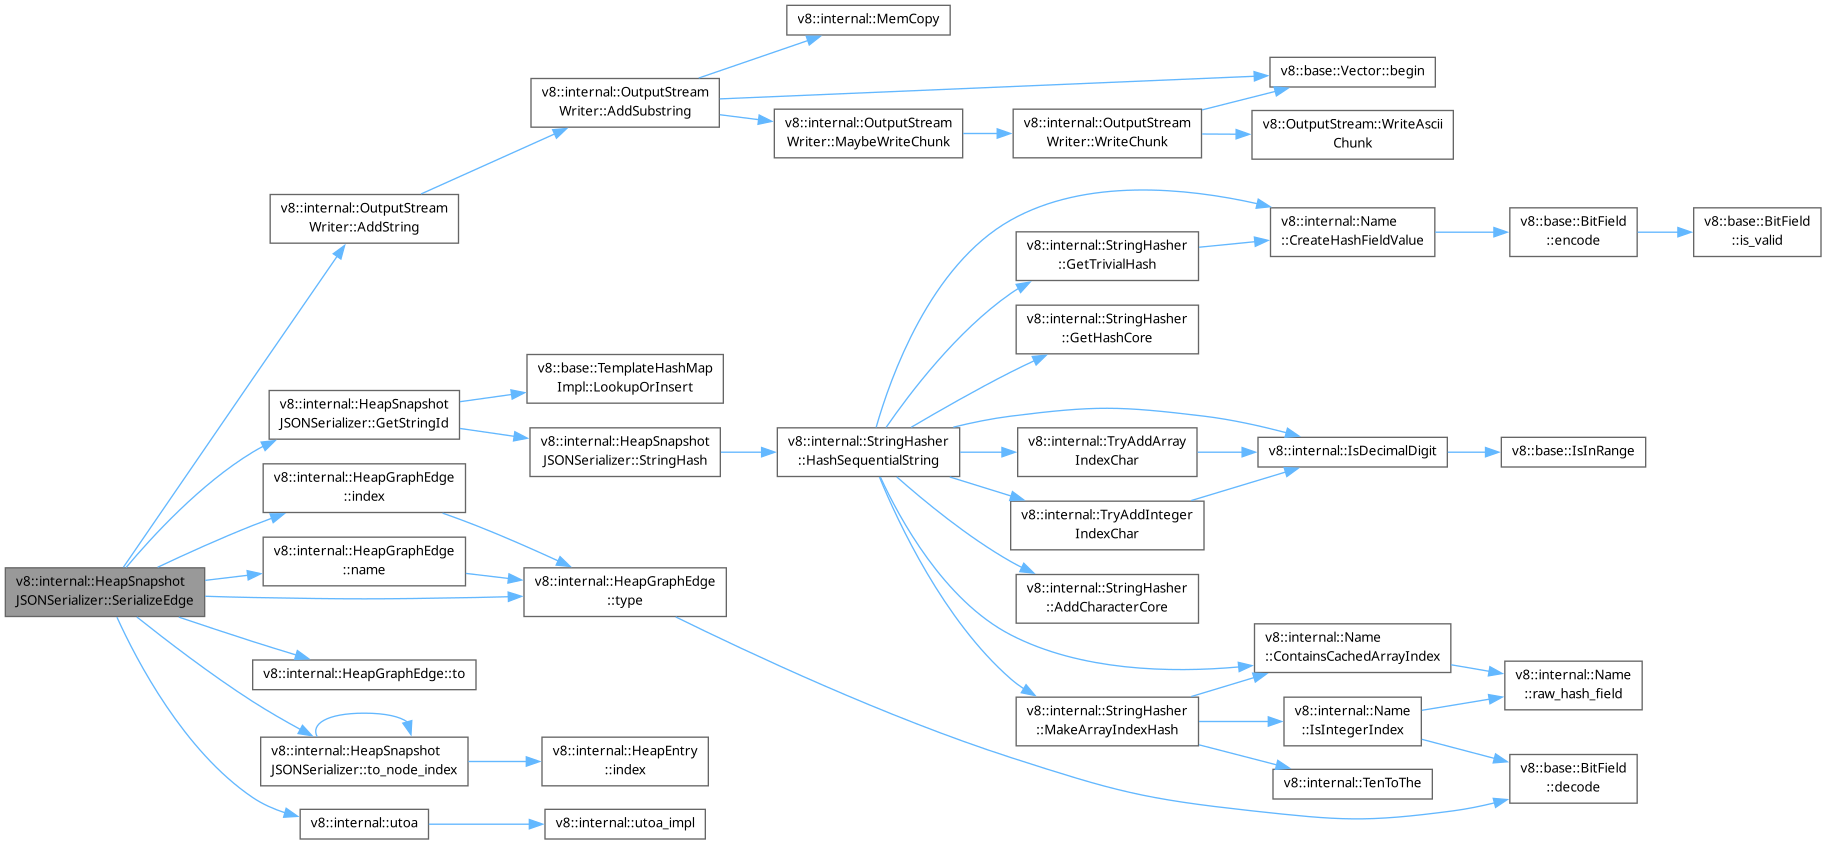 v8::internal::MemCopy
v8::internal::OutputStream
Writer::AddSubstring
v8::base::Vector::begin
v8::internal::OutputStream
Writer::MaybeWriteChunk
v8::internal::OutputStream
Writer::WriteChunk
v8::OutputStream::WriteAscii
Chunk
v8::internal::OutputStream
Writer::AddString
v8::internal::Name
::CreateHashFieldValue
v8::base::BitField
::encode
v8::base::BitField
::is_valid
v8::internal::StringHasher
::GetTrivialHash
v8::internal::StringHasher
::GetHashCore
v8::base::TemplateHashMap
Impl::LookupOrInsert
v8::internal::HeapSnapshot
JSONSerializer::GetStringId
v8::internal::HeapSnapshot
JSONSerializer::StringHash
v8::internal::StringHasher
::HashSequentialString
v8::internal::TryAddArray
IndexChar
v8::internal::IsDecimalDigit
v8::base::IsInRange
v8::internal::HeapGraphEdge
::index
v8::internal::TryAddInteger
IndexChar
v8::internal::HeapGraphEdge
::name
v8::internal::HeapSnapshot
JSONSerializer::SerializeEdge
v8::internal::HeapGraphEdge
::type
v8::internal::StringHasher
::AddCharacterCore
v8::internal::Name
::ContainsCachedArrayIndex
v8::internal::HeapGraphEdge::to
v8::internal::Name
::raw_hash_field
v8::internal::StringHasher
::MakeArrayIndexHash
v8::internal::Name
::IsIntegerIndex
v8::internal::HeapSnapshot
JSONSerializer::to_node_index
v8::internal::HeapEntry
::index
v8::internal::TenToThe
v8::base::BitField
::decode
v8::internal::utoa
v8::internal::utoa_impl